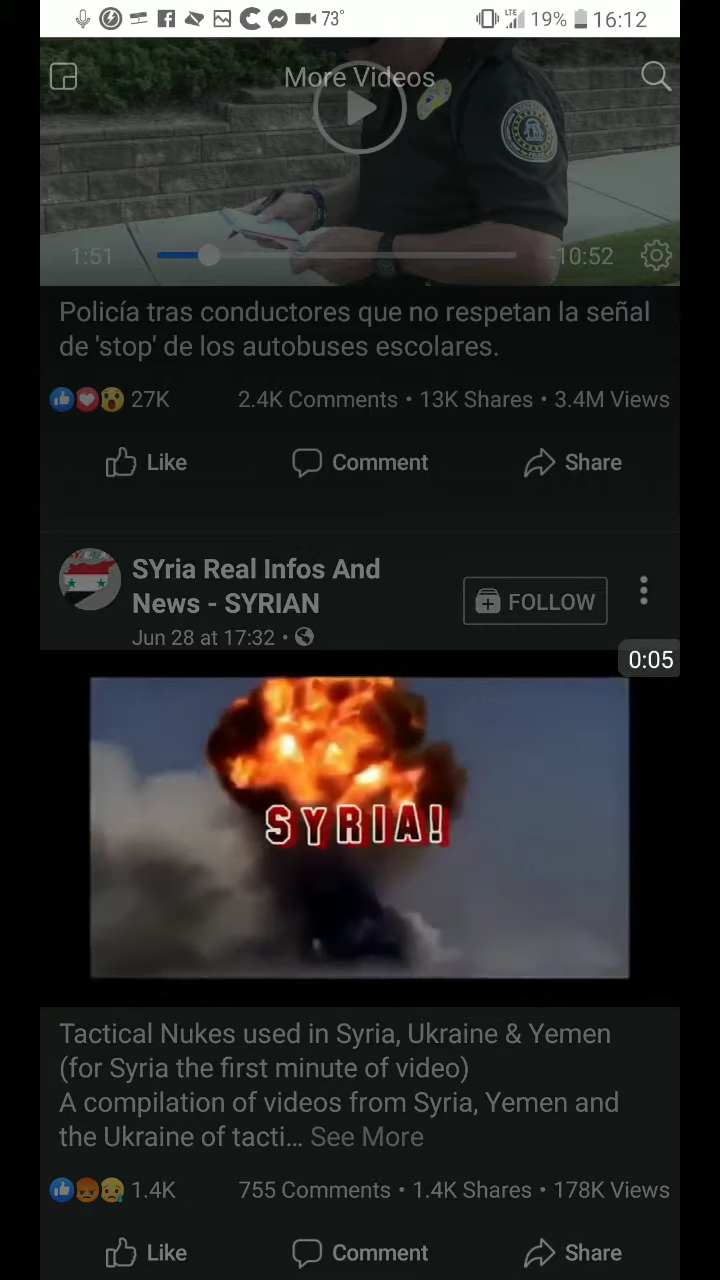 73°
LTE
19%
16:12
More Videos
1:51
-10:52
Policía tras conductores que no respetan la señal
de 'stop' de los autobuses escolares.
27K
2.4K Comments • 13K Shares • 3.4M Views
Like
Comment
Share
SYria Real Infos And
News - SYRIAN
FOLLOW
Jun 28 at 17:32 •
0:05
SYRIA!
Tactical Nukes used in Syria, Ukraine & Yemen
(for Syria the first minute of video)
A compilation of videos from Syria, Yemen and
the Ukraine of tacti... See More
1.4K
755 Comments • 1.4K Shares • 178K Views
Like
Comment
Share